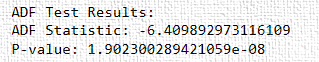 ADF Test Results:
ADF Statistic: -6.409892973116109
P-value: 1.902300289421059e-08